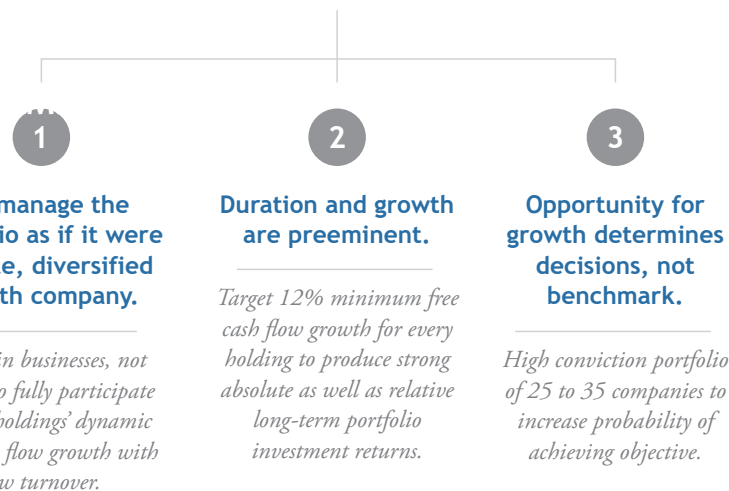 1
manage the
as if it were
diversified
company.
in businesses, not
fully participate
holdings' dynamic
flow growth with
turnover.
2
Duration and growth
are preeminent.
Target 12% minimum free
cash flow growth for every
holding to produce strong
absolute as well as relative
long-term portfolio
investment returns.
3
Opportunity for
growth determines
decisions, not
benchmark.
High conviction portfolio
of 25 to 35 companies to
increase probability of
achieving objective.